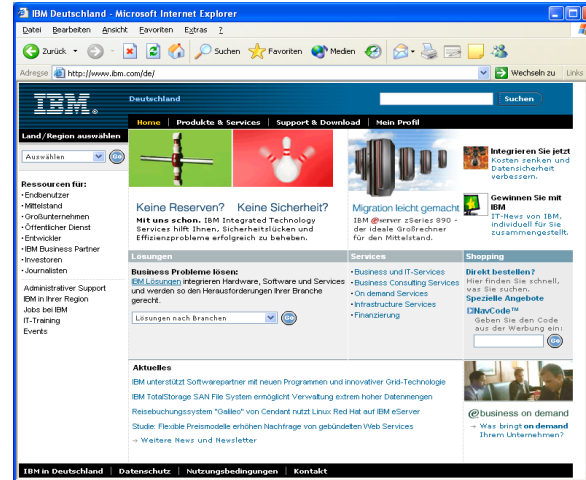 IBM Deutschland - Microsoft Internet Explorer
Datei Bearbeiten Ansicht Favoriten Extras ?
Zurück Suchen Favoriten Medien
Adresse http://www.ibm.com/de/ Wechseln zu Links
IBM® Deutschland Suchen
Home | Produkte & Services | Support & Download | Mein Profil
Land/Region auswählen
Auswählen Go
Ressourcen für:
·Endbenutzer
·Mittelstand
·Großunternehmen
·Öffentlicher Dienst
·Entwickler
·IBM Business Partner
·Investoren
·Journalisten
Administrativer Support
IBM in Ihrer Region
Jobs bei IBM
IT-Training
Events
Keine Reserven? Keine Sicherheit?
Mit uns schon. IBM Integrated Technology
Services hilft Ihnen, Sicherheitslücken und
Effizienzprobleme erfolgreich zu beheben.
Migration leicht gemacht
IBM @server zSeries 890 -
der ideale Großrechner
für den Mittelstand.
Integrieren Sie jetzt
Kosten senken und
Datensicherheit
verbessern.
Gewinnen Sie mit
IBM
IT-News von IBM,
individuell für Sie
zusammengestellt.
Lösungen
Business Probleme lösen:
IBM Lösungen integrieren Hardware, Software und Services
und werden so den Herausforderungen Ihrer Branche
gerecht.
Lösungen nach Branchen Go
Services
·Business und IT-Services
·Business Consulting Services
·On demand Services
·Infrastructure Services
·Finanzierung
Shopping
Direkt bestellen?
Hier finden Sie schnell,
was Sie suchen.
Spezielle Angebote
NavCode™
Geben Sie den Code
aus der Werbung ein:
Go
Aktuelles
IBM unterstützt Softwarepartner mit neuen Programmen und innovativer Grid-Technologie
IBM TotalStorage SAN File System ermöglicht Verwaltung extrem hoher Datenmengen
Reisebuchungssystem "Galileo" von Cendant nutzt Linux Red Hat auf IBM eServer
Studie: Flexible Preismodelle erhöhen Nachfrage von gebündelten Web Services
→ Weitere News und Newsletter
@business on demand
→ Was bringt on demand
Ihrem Unternehmen?
IBM in Deutschland | Datenschutz | Nutzungsbedingungen | Kontakt